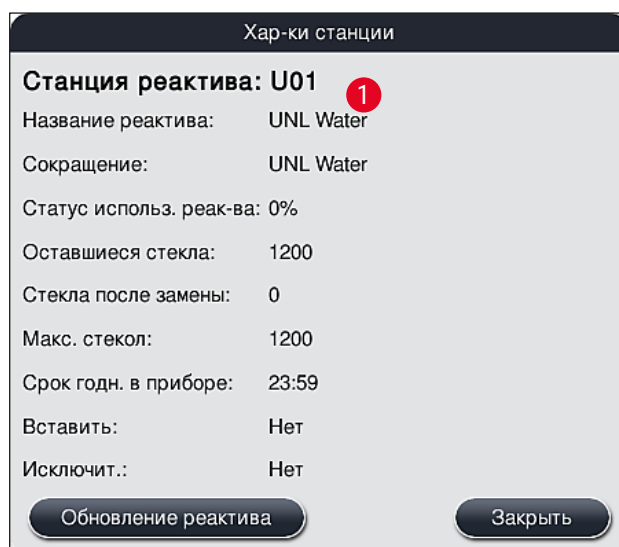 Хар-ки станции
Станция реактива: U01
1
Название реактива: UNL Water
Сокращение: UNL Water
Статус использ. реак-ва: 0%
Оставшиеся стекла: 1200
Стекла после замены: 0
Макс. стекол: 1200
Срок годн. в приборе: 23:59
Вставить: Нет
Исключит.: Нет
Обновление реактива Закрыть